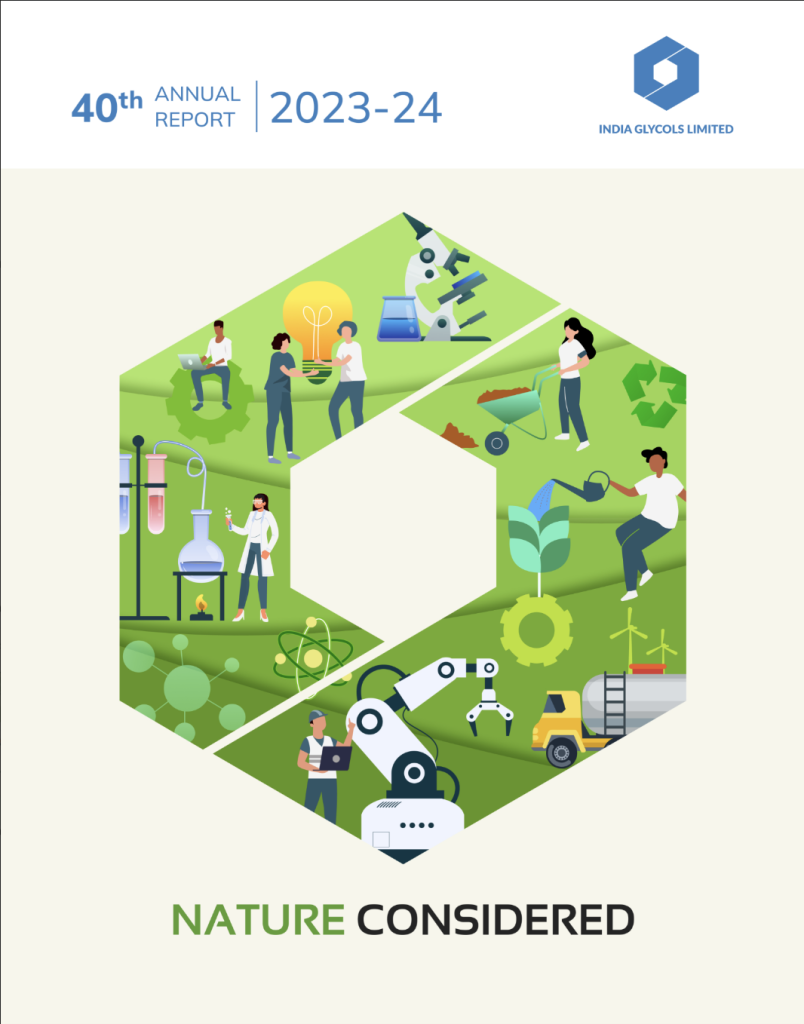 40th ANNUAL REPORT 2023-24
INDIA GLYCOLS LIMITED
NATURE CONSIDERED